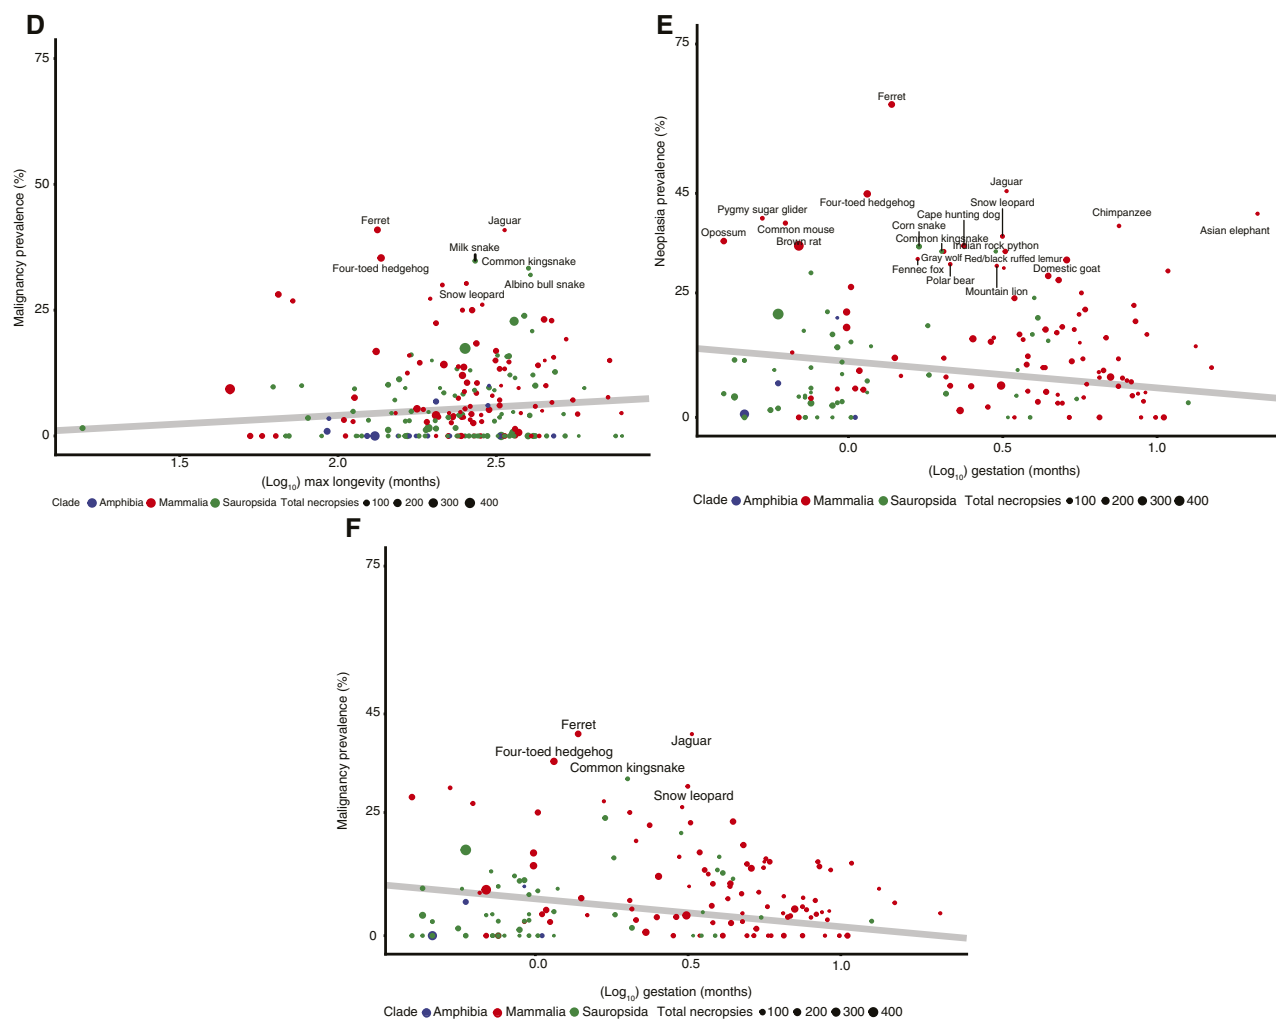 D
75
50
25
0
Malignancy prevalence (%)
Ferret
Jaguar
Four-toed hedgehog
Milk snake
Common kingsnake
Albino bull snake
Snow leopard
1.5
2.0
2.5
(Log10) max longevity (months)
Clade Amphibia Mammalia Sauropsida Total necropsies 100 200 300 400
E
75
45
25
0
Neoplasia prevalence (%)
Ferret
Four-toed hedgehog
Jaguar
Snow leopard
Cape hunting dog
Corn snake
Common kingsnake
Indian rock python
Gray wolf
Red/black ruffed lemur
Fennec fox
Polar bear
Mountain lion
Domestic goat
Chimpanzee
Asian elephant
Pygmy sugar glider
Common mouse
Opossum
Brown rat
0.0
0.5
1.0
(Log10) gestation (months)
Clade Amphibia Mammalia Sauropsida Total necropsies 100 200 300 400
F
75
45
25
0
Malignancy prevalence (%)
Ferret
Jaguar
Four-toed hedgehog
Common kingsnake
Snow leopard
0.0
0.5
1.0
(Log10) gestation (months)
Clade Amphibia Mammalia Sauropsida Total necropsies 100 200 300 400